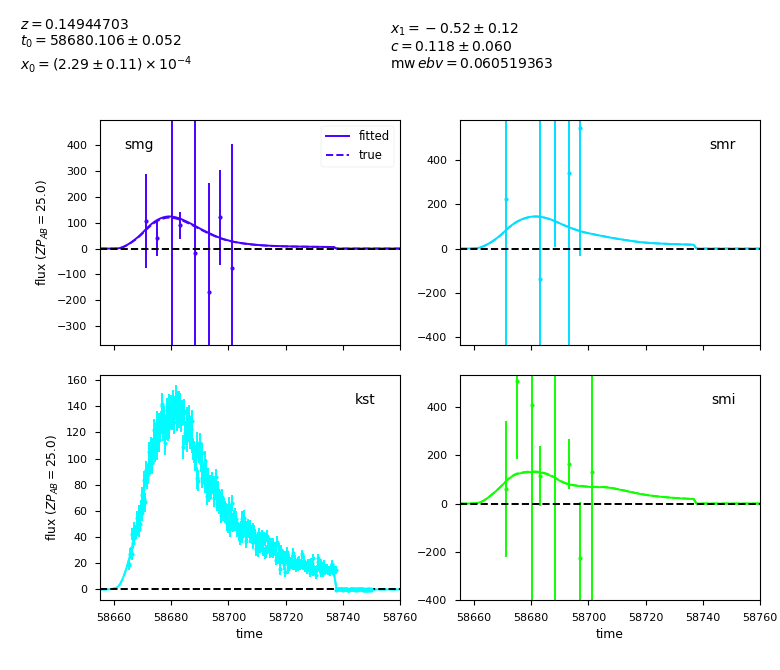 z = 0.14944703
t₀ = 58680.106 ± 0.052
x₀ = (2.29 ± 0.11) × 10⁻⁴
x₁ = −0.52 ± 0.12
c = 0.118 ± 0.060
mw ebv = 0.060519363
smg
fitted
true
400
300
200
100
0
−100
−200
−300
flux (ZP_AB = 25.0)
smr
400
200
0
−200
−400
kst
160
140
120
100
80
60
40
20
0
flux (ZP_AB = 25.0)
58660 58680 58700 58720 58740 58760
time
smi
400
200
0
−200
−400
58660 58680 58700 58720 58740 58760
time